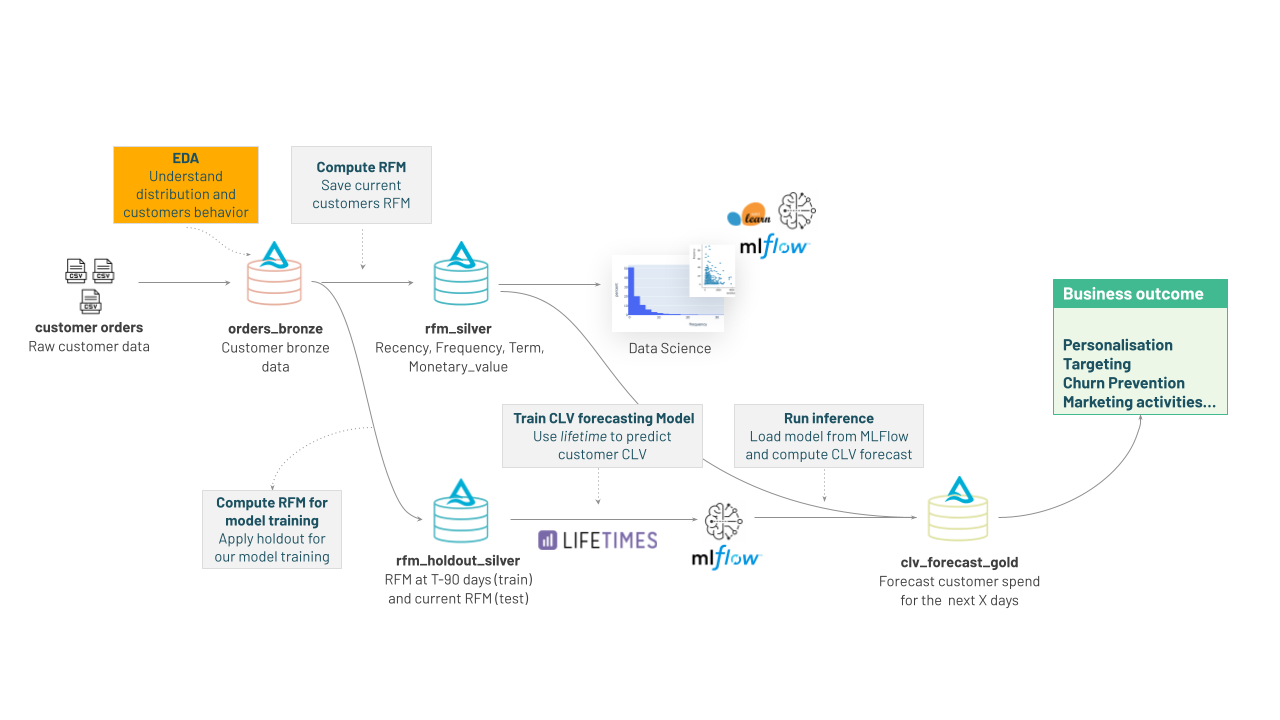 EDA
Understand
distribution and
customers behavior
Compute RFM
Save current
customers RFM
learn
mlflow
CSV
CSV
CSV
customer orders
Raw customer data
orders_bronze
Customer bronze
data
rfm_silver
Recency, Frequency, Term,
Monetary_value
frequency
Data Science
Business outcome
Personalisation
Targeting
Churn Prevention
Marketing activities...
Train CLV forecasting Model
Use lifetime to predict
customer CLV
Run inference
Load model from MLFlow
and compute CLV forecast
Compute RFM for
model training
Apply holdout for
our model training
LIFETIMES
mlflow
rfm_holdout_silver
RFM at T-90 days (train)
and current RFM (test)
clv_forecast_gold
Forecast customer spend
for the next X days